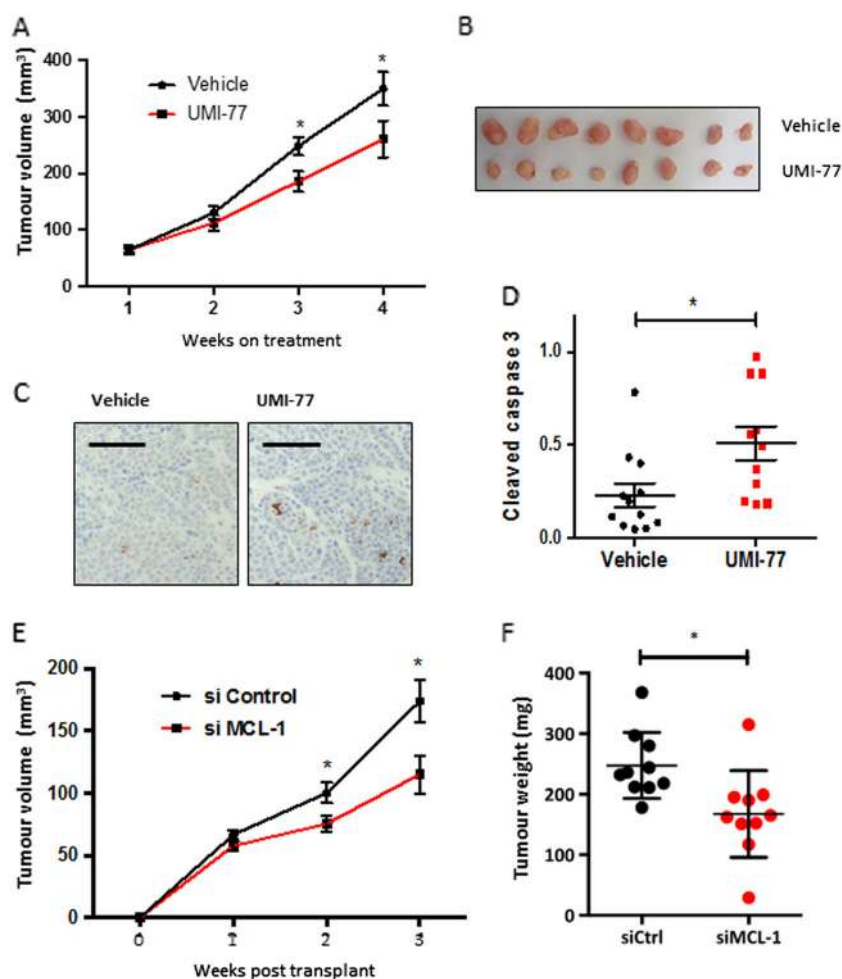 A
Tumour volume (mm³)
400
300
200
100
0
Vehicle
UMI-77
*
*
1 2 3 4
Weeks on treatment
B
Vehicle
UMI-77
C
Vehicle UMI-77
D
*
Cleaved caspase 3
1.0
0.5
0.0
Vehicle UMI-77
E
Tumour volume (mm³)
200
150
100
50
0
si Control
si MCL-1
*
*
0 1 2 3
Weeks post transplant
F
*
Tumour weight (mg)
400
300
200
100
0
siCtrl siMCL-1